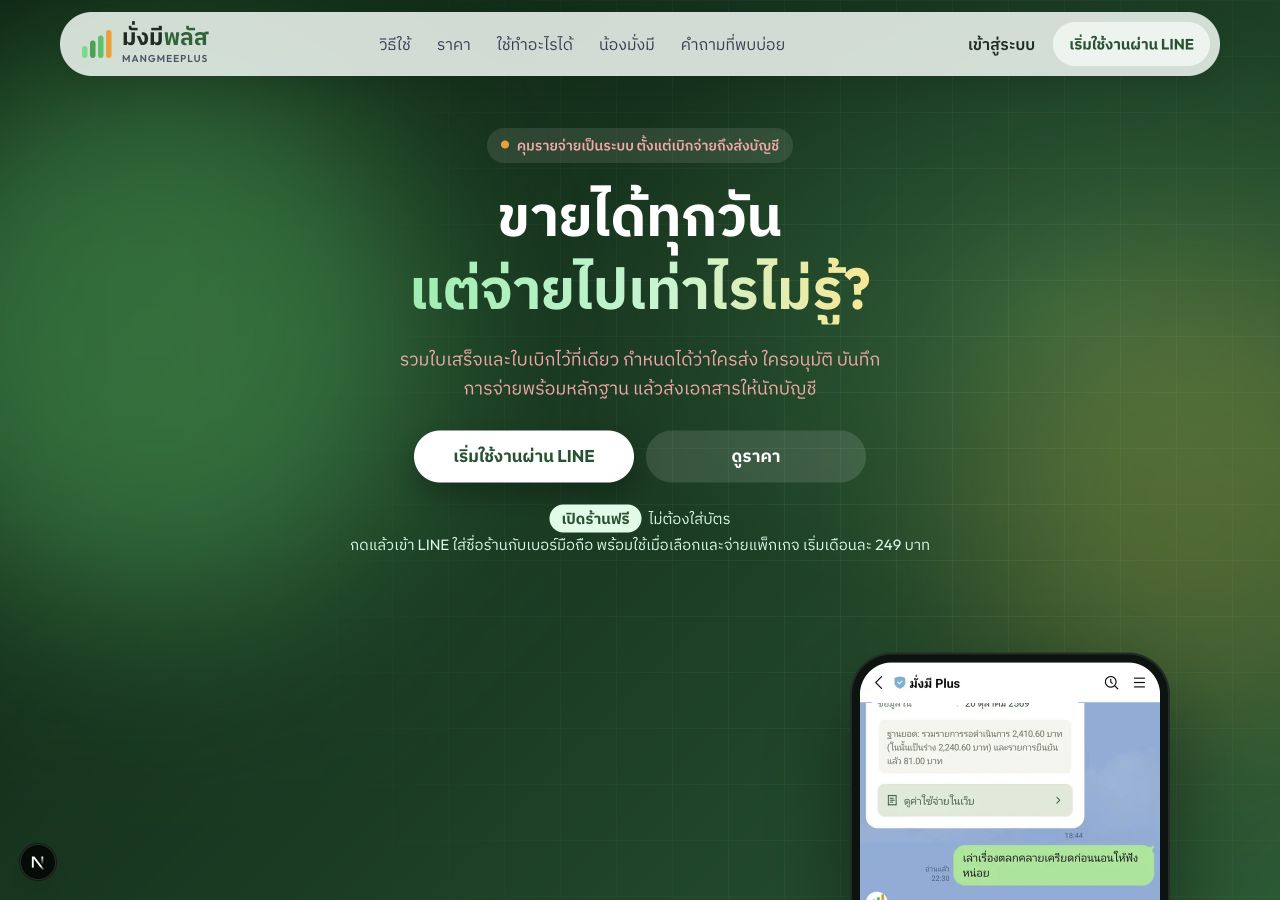 มั่งมีพลัส
MANGMEEPLUS
วิธีใช้
ราคา
ใช้ทำอะไรได้
น้องมั่งมี
คำถามที่พบบ่อย
เข้าสู่ระบบ
เริ่มใช้งานผ่าน LINE
คุมรายจ่ายเป็นระบบ ตั้งแต่เบิกจ่ายถึงส่งบัญชี
ขายได้ทุกวัน
แต่จ่ายไปเท่าไรไม่รู้?
รวมใบเสร็จและใบเบิกไว้ที่เดียว กำหนดได้ว่าใครส่ง ใครอนุมัติ บันทึก
การจ่ายพร้อมหลักฐาน แล้วส่งเอกสารให้นักบัญชี
เริ่มใช้งานผ่าน LINE
ดูราคา
เปิดร้านฟรี ไม่ต้องใส่บัตร
กดแล้วเข้า LINE ใส่ชื่อร้านกับเบอร์มือถือ พร้อมใช้เมื่อเลือกและจ่ายแพ็กเกจ เริ่มเดือนละ 249 บาท
มั่งมี Plus
ฐานยอด: รวมรายการรอดำเนินการ 2,410.60 บาท
(ในนั้นเป็นร่าง 2,240.60 บาท) และรายการยืนยัน
แล้ว 81.00 บาท
ดูค่าใช้จ่ายในเว็บ
18:44
เล่าเรื่องตลกคลายเครียดก่อนนอนให้ฟัง
หน่อย
อ่านแล้ว
22:30
N